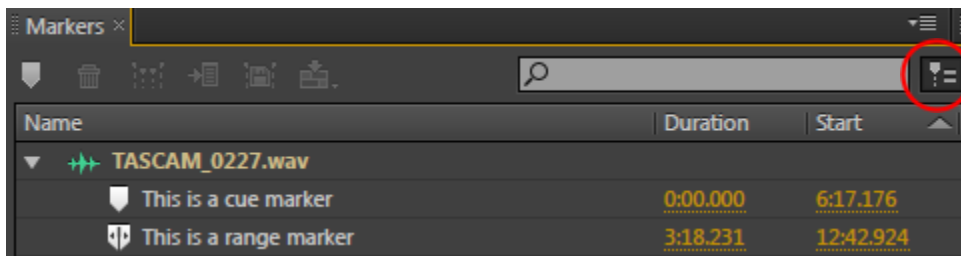 Markers ×
Name Duration Start
TASCAM_0227.wav
This is a cue marker 0:00.000 6:17.176
This is a range marker 3:18.231 12:42.924